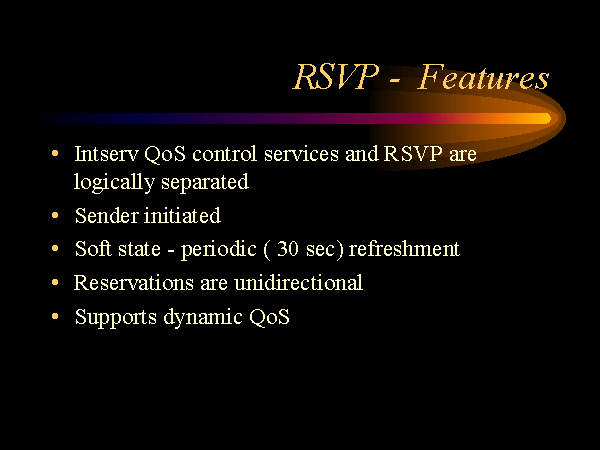 RSVP - Features
• Intserv QoS control services and RSVP are
logically separated
• Sender initiated
• Soft state - periodic ( 30 sec) refreshment
• Reservations are unidirectional
• Supports dynamic QoS